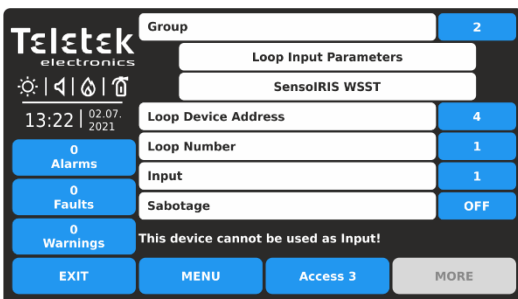 Teletek
electronics
13:22 02.07.
2021
0
Alarms
0
Faults
0
Warnings
Group 2
Loop Input Parameters
SensoIRIS WSST
Loop Device Address 4
Loop Number 1
Input 1
Sabotage OFF
This device cannot be used as Input!
EXIT MENU Access 3 MORE